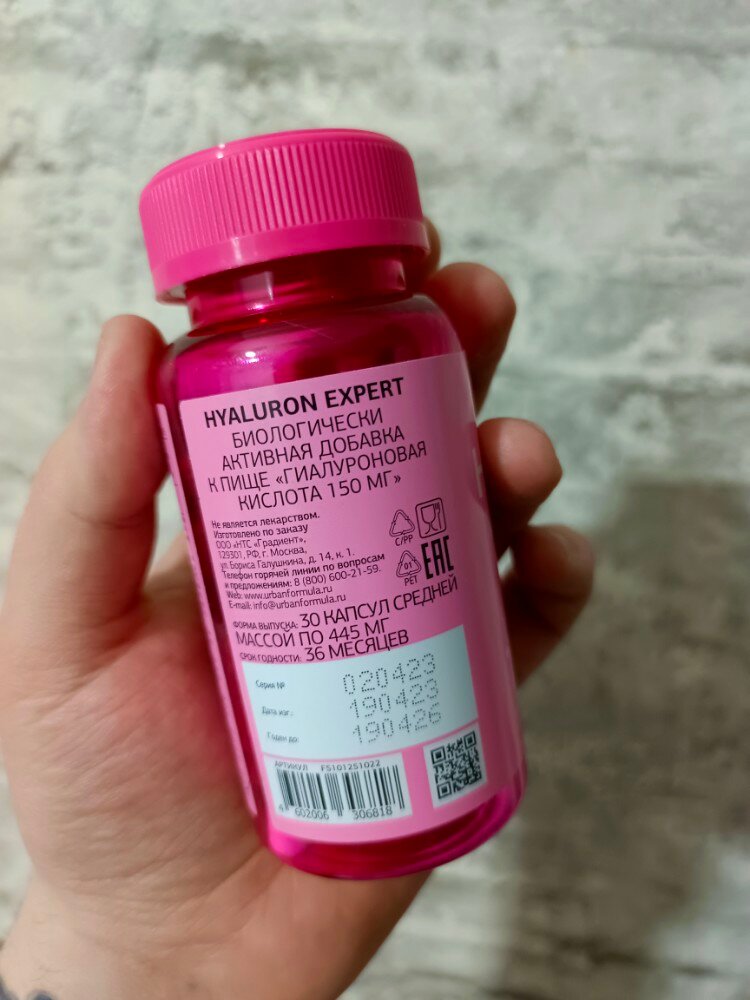 HYALURON EXPERT
БИОЛОГИЧЕСКИ
АКТИВНАЯ ДОБАВКА
К ПИЩЕ «ГИАЛУРОНОВАЯ
КИСЛОТА 150 МГ»
Не является лекарством.
Изготовлено по заказу
ООО «НТС «Градиент»,
129301, РФ, г. Москва,
ул. Бориса Галушкина, д. 14, к. 1.
Телефон горячей линии по вопросам
и предложениям: 8 (800) 600-21-59.
Web: www.urbanformula.ru
E-mail: info@urbanformula.ru
C/PP
01
PET
EAC
ФОРМА ВЫПУСКА: 30 КАПСУЛ СРЕДНЕЙ
МАССОЙ ПО 445 МГ
СРОК ГОДНОСТИ: 36 МЕСЯЦЕВ
Серия № 020423
Дата изг.: 190423
Годен до: 190426
АРТИКУЛ FS101251022
4 602006 306818